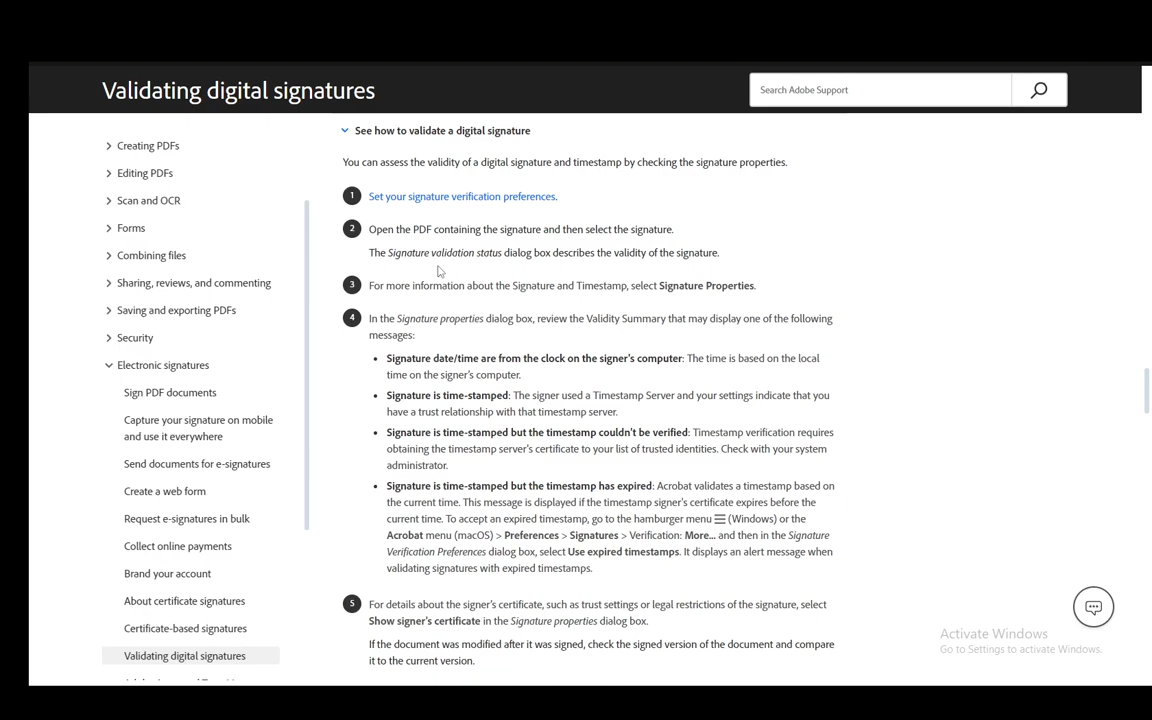 Validating digital signatures
Search Adobe Support
Creating PDFs
Editing PDFs
Scan and OCR
Forms
Combining files
Sharing, reviews, and commenting
Saving and exporting PDFs
Security
Electronic signatures
Sign PDF documents
Capture your signature on mobile
and use it everywhere
Send documents for e-signatures
Create a web form
Request e-signatures in bulk
Collect online payments
Brand your account
About certificate signatures
Certificate-based signatures
Validating digital signatures
See how to validate a digital signature
You can assess the validity of a digital signature and timestamp by checking the signature properties.
1 Set your signature verification preferences.
2 Open the PDF containing the signature and then select the signature.
The Signature validation status dialog box describes the validity of the signature.
3 For more information about the Signature and Timestamp, select Signature Properties.
4 In the Signature properties dialog box, review the Validity Summary that may display one of the following
messages:
• Signature date/time are from the clock on the signer's computer: The time is based on the local
time on the signer's computer.
• Signature is time-stamped: The signer used a Timestamp Server and your settings indicate that you
have a trust relationship with that timestamp server.
• Signature is time-stamped but the timestamp couldn't be verified: Timestamp verification requires
obtaining the timestamp server's certificate to your list of trusted identities. Check with your system
administrator.
• Signature is time-stamped but the timestamp has expired: Acrobat validates a timestamp based on
the current time. This message is displayed if the timestamp signer's certificate expires before the
current time. To accept an expired timestamp, go to the hamburger menu (Windows) or the
Acrobat menu (macOS) > Preferences > Signatures > Verification: More... and then in the Signature
Verification Preferences dialog box, select Use expired timestamps. It displays an alert message when
validating signatures with expired timestamps.
5 For details about the signer's certificate, such as trust settings or legal restrictions of the signature, select
Show signer's certificate in the Signature properties dialog box.
If the document was modified after it was signed, check the signed version of the document and compare
it to the current version.
Activate Windows
Go to Settings to activate Windows.